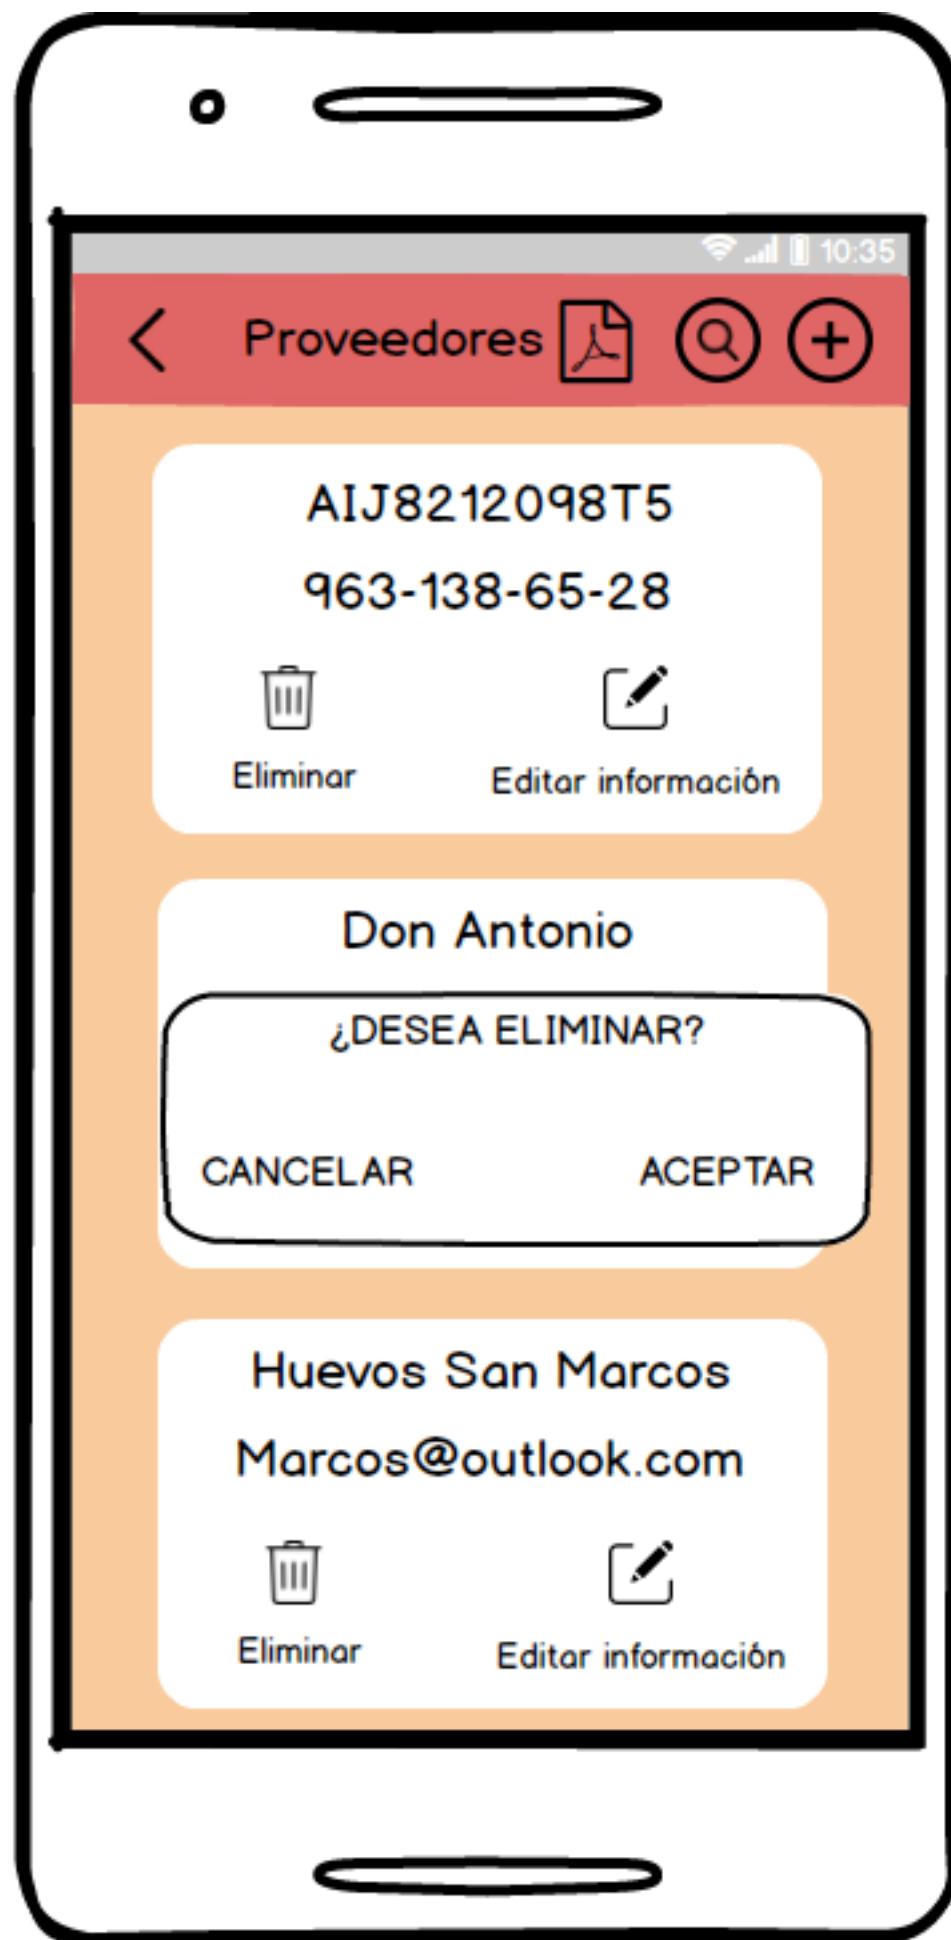 10:35
Proveedores
AIJ8212098T5
963-138-65-28
Eliminar
Editar información
Don Antonio
¿DESEA ELIMINAR?
CANCELAR
ACEPTAR
Huevos San Marcos
Marcos@outlook.com
Eliminar
Editar información